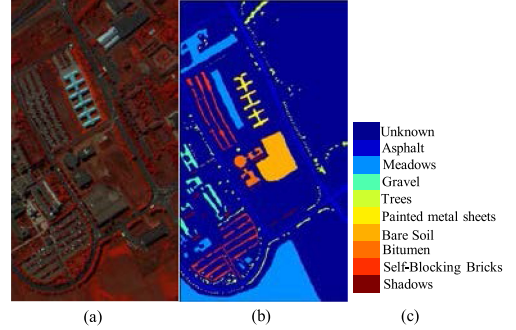 Unknown
Asphalt
Meadows
Gravel
Trees
Painted metal sheets
Bare Soil
Bitumen
Self-Blocking Bricks
Shadows
(a)
(b)
(c)